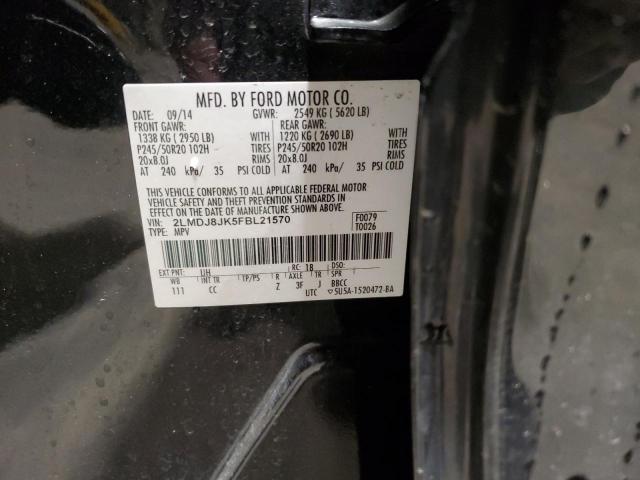 MFD. BY FORD MOTOR CO.
DATE: 09/14 GVWR: 2549 KG ( 5620 LB)
FRONT GAWR: REAR GAWR:
1338 KG ( 2950 LB) WITH 1220 KG ( 2690 LB) WITH
P245/50R20 102H TIRES P245/50R20 102H TIRES
20x8.0J RIMS 20x8.0J RIMS
AT 240 kPa/ 35 PSI COLD AT 240 kPa/ 35 PSI COLD
THIS VEHICLE CONFORMS TO ALL APPLICABLE FEDERAL MOTOR
VEHICLE SAFETY AND THEFT PREVENTION STANDARDS IN
EFFECT ON THE DATE OF MANUFACTURE SHOWN ABOVE.
VIN: 2LMDJ8JK5FBL21570 F0079
TYPE: MPV T0026
EXT PNT: UH RC: 18 DSO:
WB INT TR TP/PS R AXLE TR SPR
111 CC Z 3F J BBCC
UTC 5U5A-1520472-BA